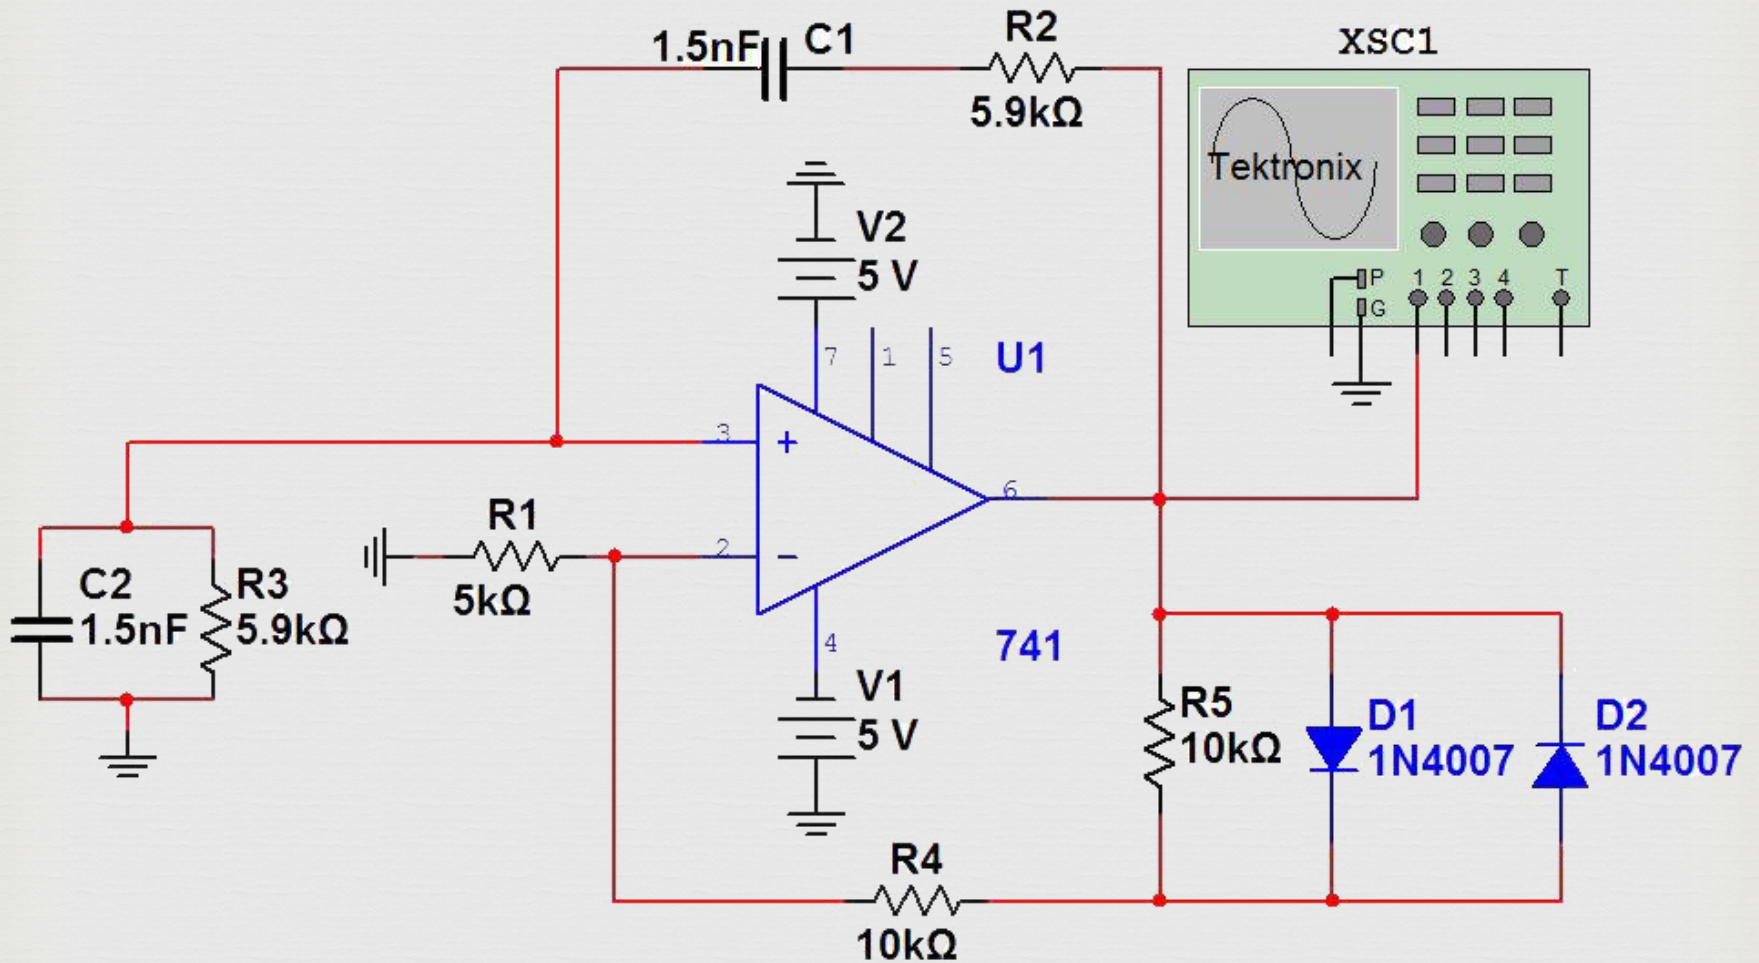 1.5nF C1
R2
5.9kΩ
XSC1
Tektronix
P
G
1 2 3 4 T
V2
5 V
7 1 5
U1
3
+
6
R1
5kΩ
2
−
C2
1.5nF
R3
5.9kΩ
4
741
V1
5 V
R5
10kΩ
D1
1N4007
D2
1N4007
R4
10kΩ